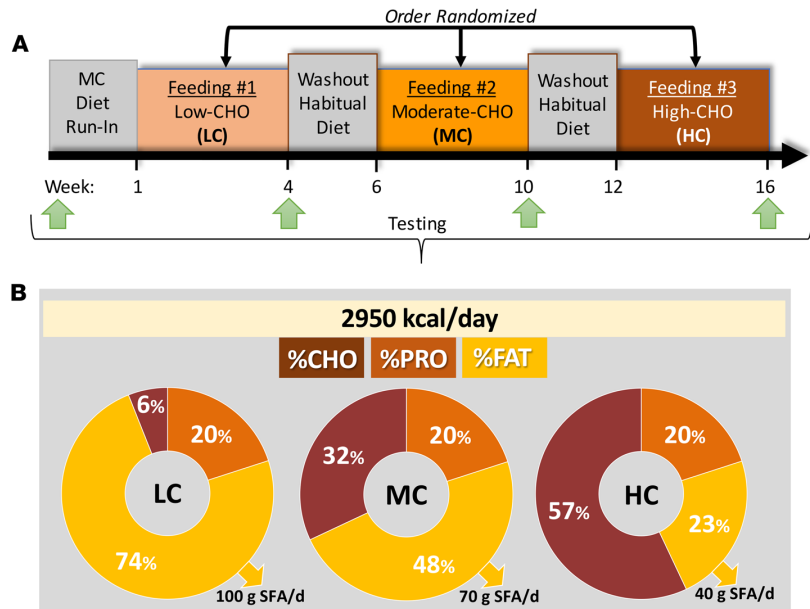 Order Randomized
A
MC
Diet
Run-In
Feeding #1
Low-CHO
(LC)
Washout
Habitual
Diet
Feeding #2
Moderate-CHO
(MC)
Washout
Habitual
Diet
Feeding #3
High-CHO
(HC)
Week: 1 4 6 10 12 16
Testing
B
2950 kcal/day
%CHO %PRO %FAT
6% 20%
LC
74%
100 g SFA/d
32% 20%
MC
48%
70 g SFA/d
20%
57% HC 23%
40 g SFA/d